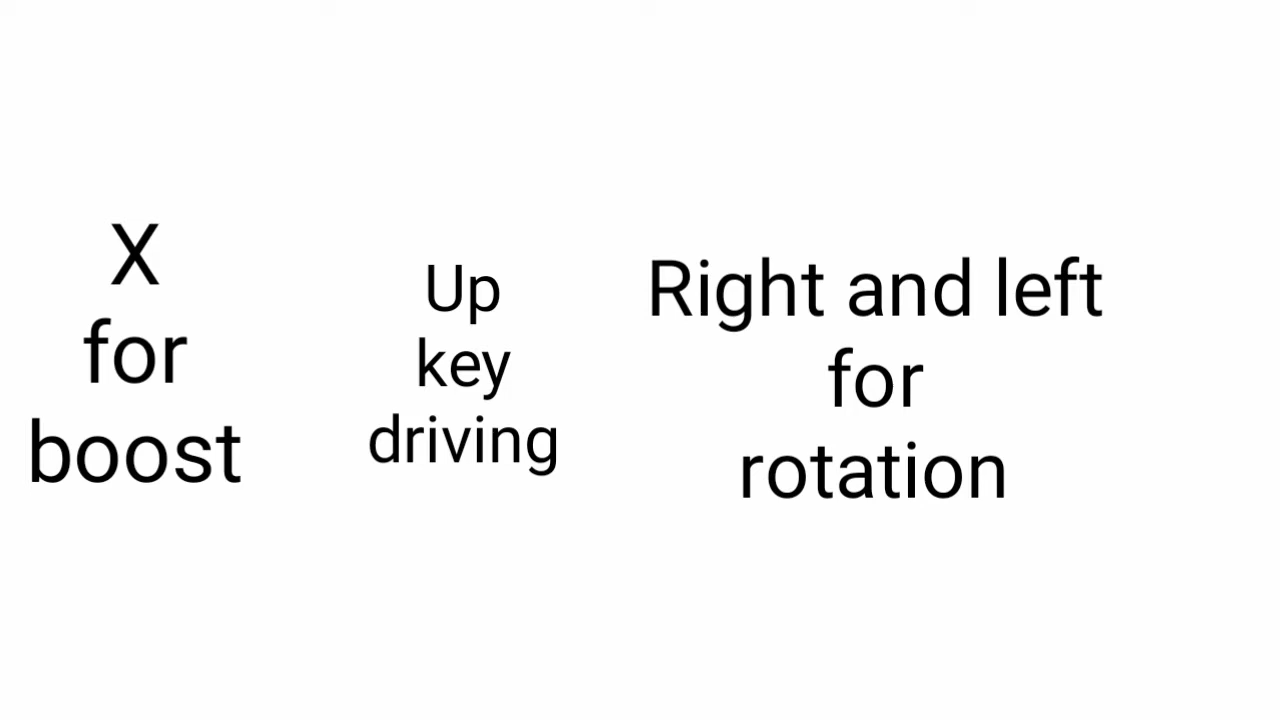 X
for
boost
Up
key
driving
Right and left
for
rotation